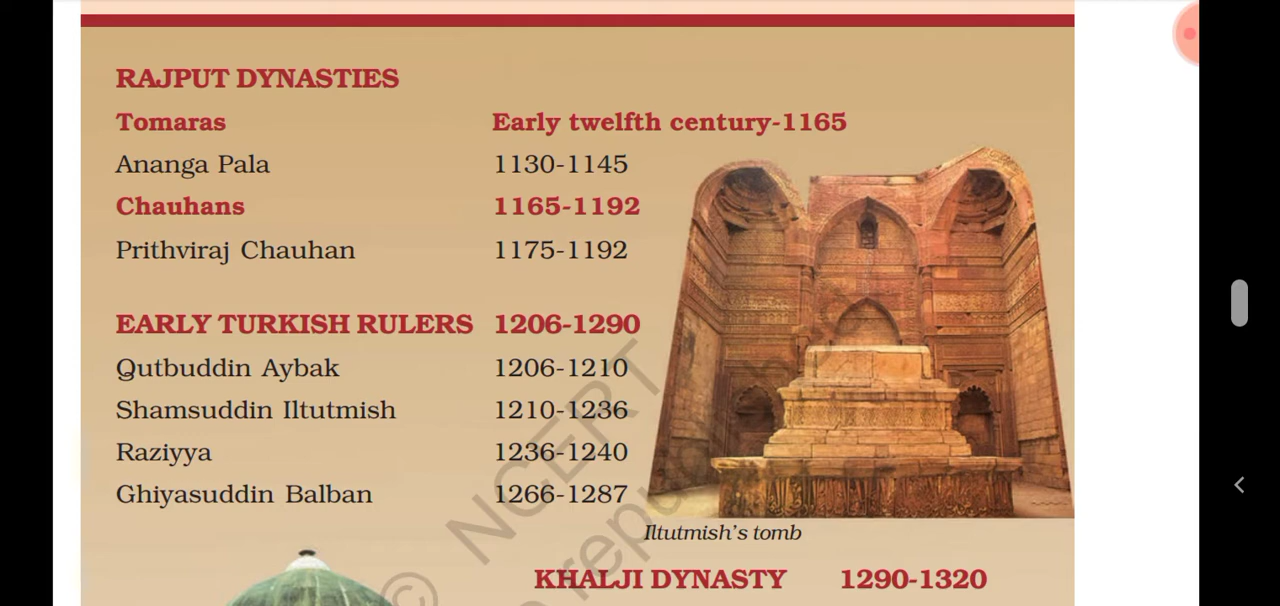 RAJPUT DYNASTIES
Tomaras Early twelfth century-1165
Ananga Pala 1130-1145
Chauhans 1165-1192
Prithviraj Chauhan 1175-1192
EARLY TURKISH RULERS 1206-1290
Qutbuddin Aybak 1206-1210
Shamsuddin Iltutmish 1210-1236
Raziyya 1236-1240
Ghiyasuddin Balban 1266-1287
Iltutmish's tomb
KHALJI DYNASTY 1290-1320
© NCERT